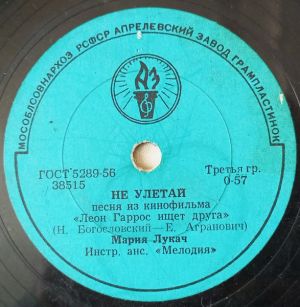 МОСОБЛСОВНАРХОЗ РСФСР АПРЕЛЕВСКИЙ ЗАВОД ГРАМПЛАСТИНОК
АЗ
ГОСТ 5289-56
38515
Третья гр.
0-57
НЕ УЛЕТАЙ
песня из кинофильма
«Леон Гаррос ищет друга»
(Н. Богословский—Е. Агранович)
Мария Лукач
Инстр. анс. «Мелодия»